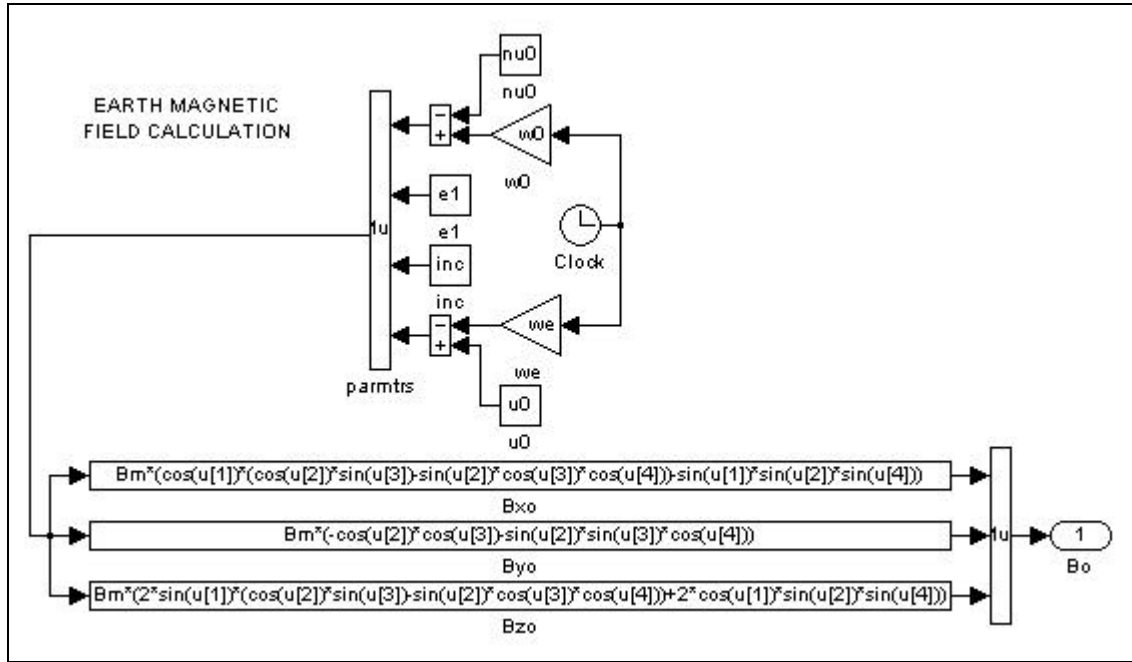 nu0
nu0
EARTH MAGNETIC
FIELD CALCULATION
-
+
w0
w0
e1
e1
1u
Clock
inc
inc
-
+
we
we
parmtrs
u0
u0
Bm*(cos(u[1])*(cos(u[2])*sin(u[3])-sin(u[2])*cos(u[3])*cos(u[4]))-sin(u[1])*sin(u[2])*sin(u[4]))
Bxo
Bm*(-cos(u[2])*cos(u[3])-sin(u[2])*sin(u[3])*cos(u[4]))
Byo
1u
1
Bo
Bm*(2*sin(u[1])*(cos(u[2])*sin(u[3])-sin(u[2])*cos(u[3])*cos(u[4]))+2*cos(u[1])*sin(u[2])*sin(u[4]))
Bzo